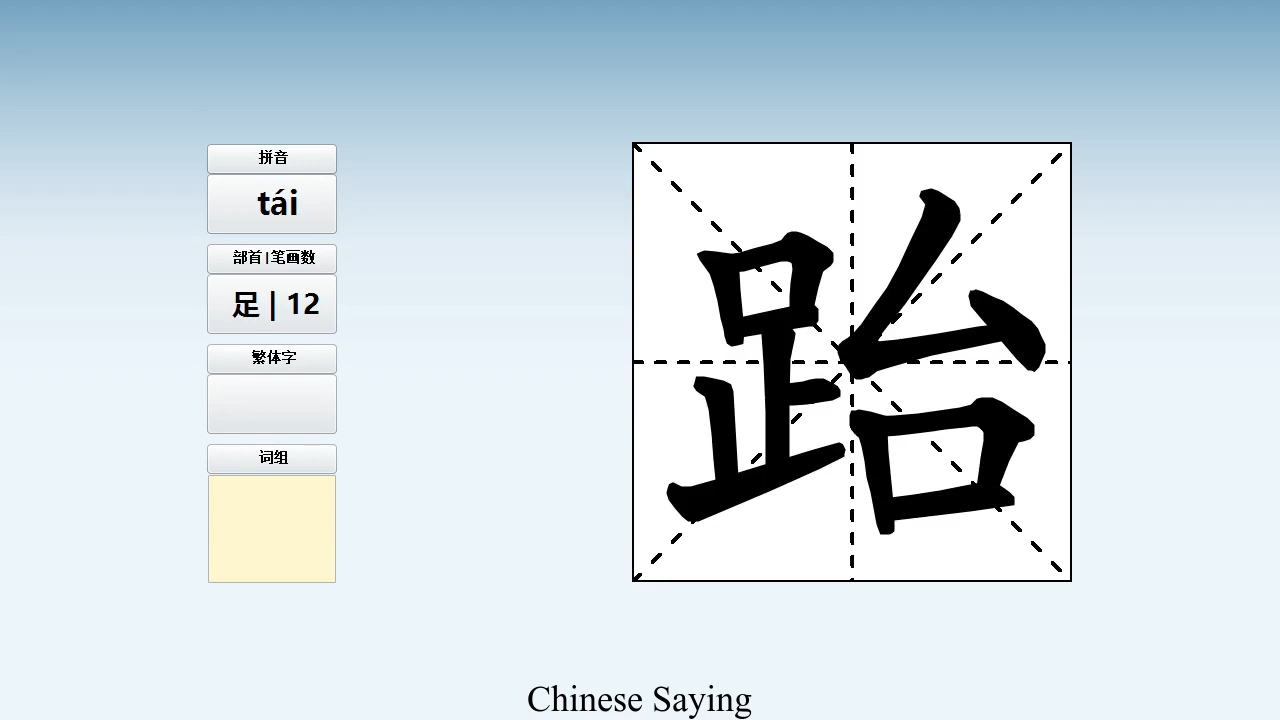 拼音
tái
部首|笔画数
足 | 12
繁体字
词组
跆
Chinese Saying